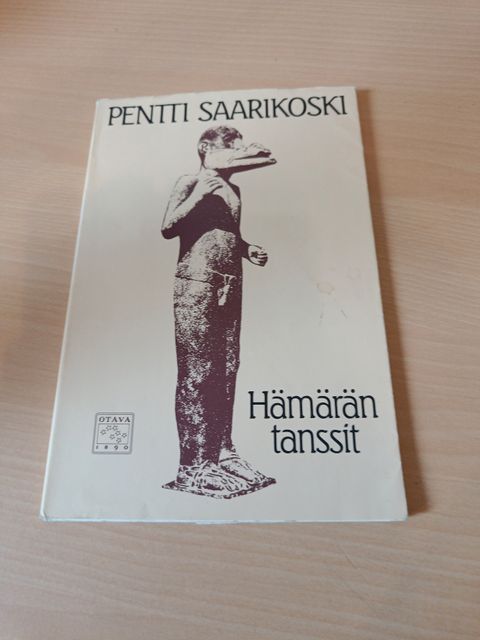 PENTTI SAARIKOSKI
Hämärän
tanssit
OTAVA
1890